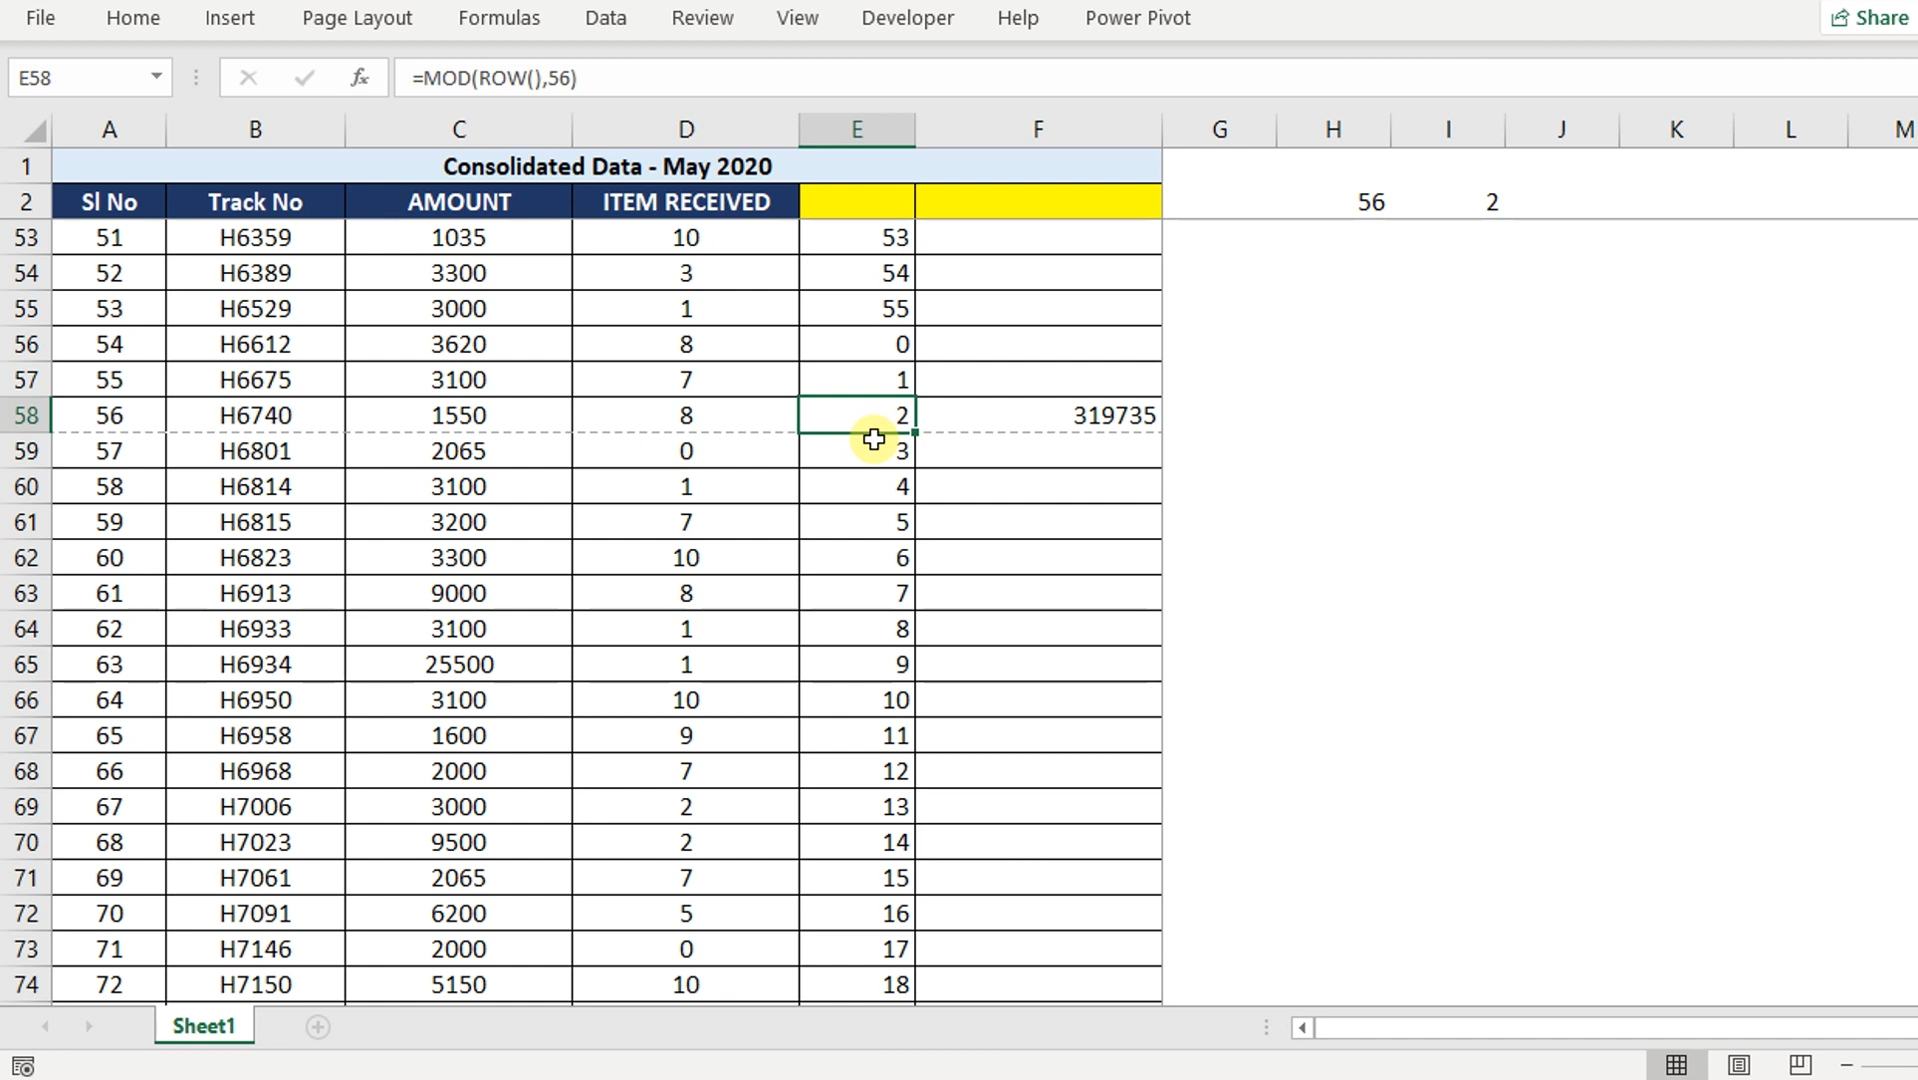 File Home Insert Page Layout Formulas Data Review View Developer Help Power Pivot Share
E58 fx =MOD(ROW(),56)
A B C D E F G H I J K L M
1 Consolidated Data - May 2020
2 Sl No Track No AMOUNT ITEM RECEIVED 56 2
53 51 H6359 1035 10 53
54 52 H6389 3300 3 54
55 53 H6529 3000 1 55
56 54 H6612 3620 8 0
57 55 H6675 3100 7 1
58 56 H6740 1550 8 2 319735
59 57 H6801 2065 0 3
60 58 H6814 3100 1 4
61 59 H6815 3200 7 5
62 60 H6823 3300 10 6
63 61 H6913 9000 8 7
64 62 H6933 3100 1 8
65 63 H6934 25500 1 9
66 64 H6950 3100 10 10
67 65 H6958 1600 9 11
68 66 H6968 2000 7 12
69 67 H7006 3000 2 13
70 68 H7023 9500 2 14
71 69 H7061 2065 7 15
72 70 H7091 6200 5 16
73 71 H7146 2000 0 17
74 72 H7150 5150 10 18
Sheet1